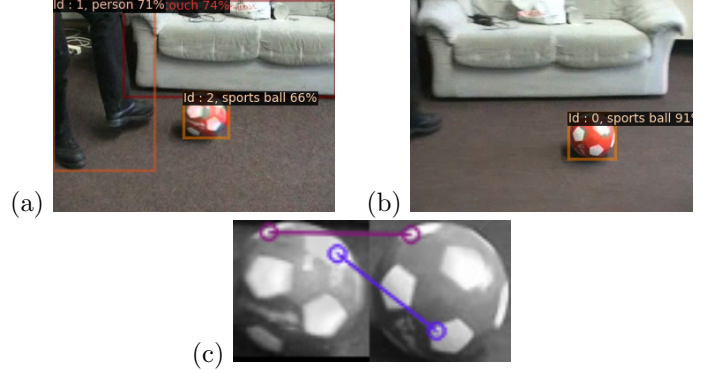 Id : 1, person 71%
ouch 74%
Id : 2, sports ball 66%
Id : 0, sports ball 91%
(a)
(b)
(c)